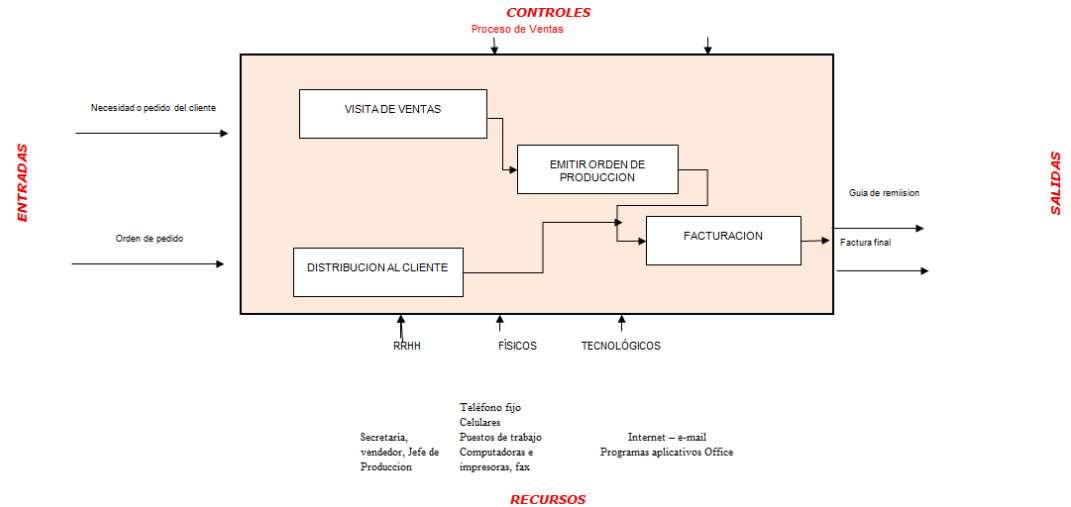 CONTROLES
Proceso de Ventas
Necesidad o pedido del cliente
VISITA DE VENTAS
EMITIR ORDEN DE
PRODUCCION
ENTRADAS
SALIDAS
Guia de remiision
Orden de pedido
FACTURACION
Factura final
DISTRIBUCION AL CLIENTE
RRHH
FÍSICOS
TECNOLÓGICOS
Secretaria,
vendedor, Jefe de
Produccion
Teléfono fijo
Celulares
Puestos de trabajo
Computadoras e
impresoras, fax
Internet – e-mail
Programas aplicativos Office
RECURSOS